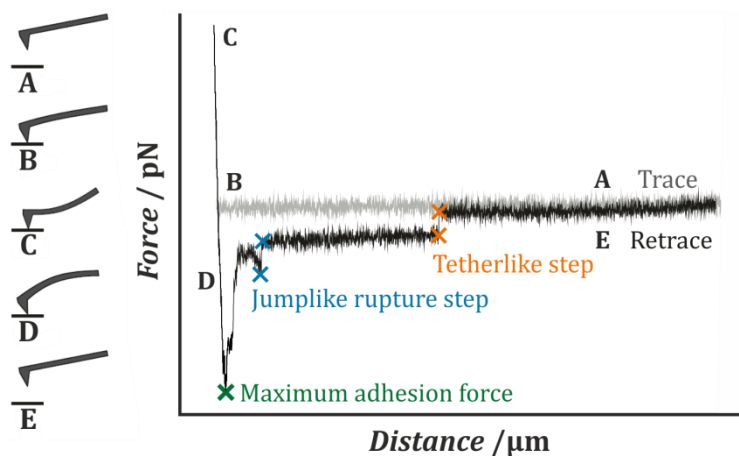 A
B
C
D
E
Force / pN
C
B
A
Trace
D
E
Retrace
Tetherlike step
Jumplike rupture step
Maximum adhesion force
Distance /μm